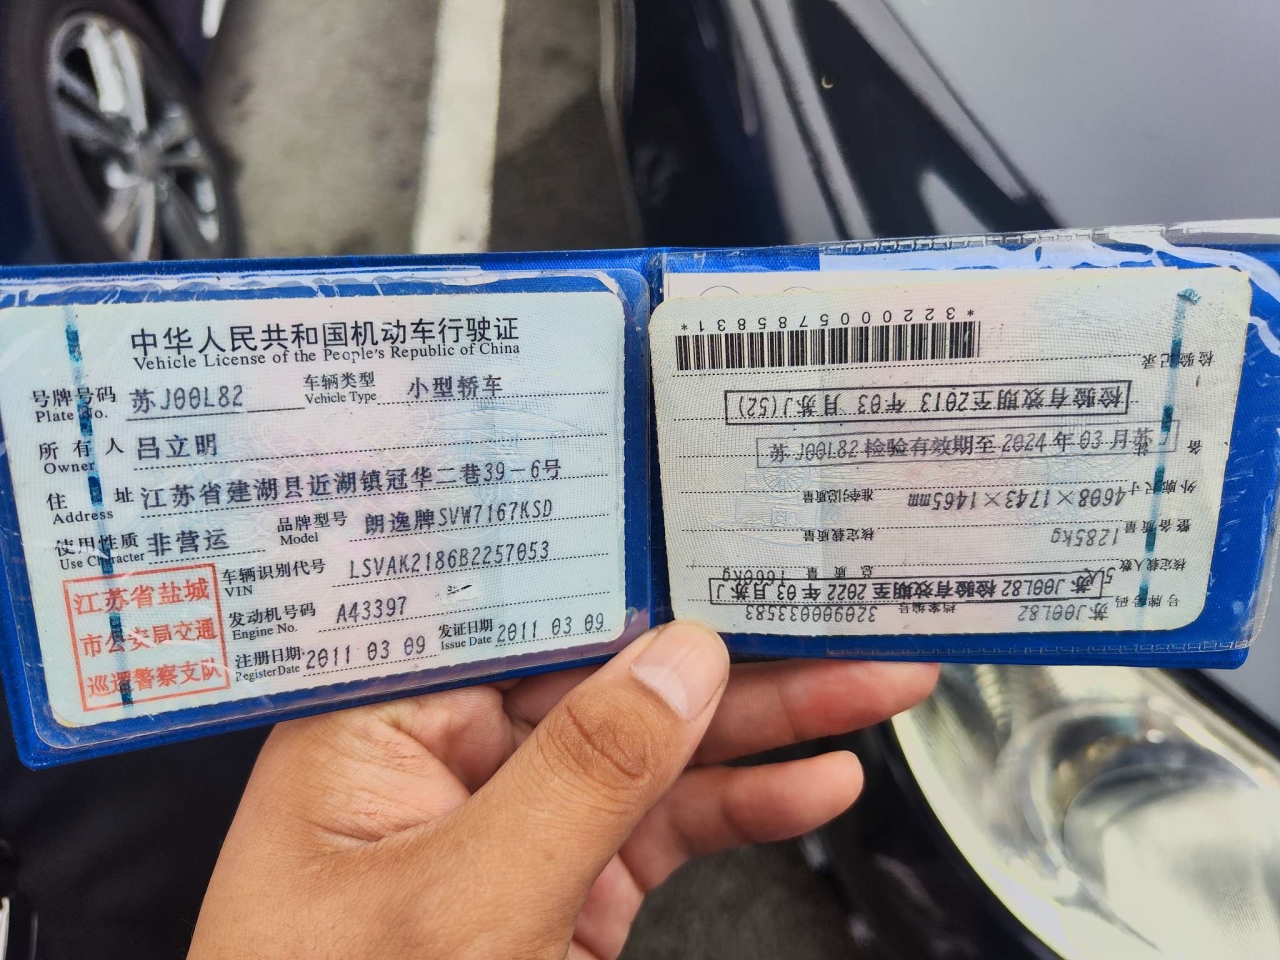 中华人民共和国机动车行驶证
Vehicle License of the People's Republic of China
号牌号码 苏J00L82 车辆类型 小型轿车
Plate No. Vehicle Type
所有人 吕立明
Owner
住址 江苏省建湖县近湖镇冠华二巷39-6号
Address
使用性质 非营运 品牌型号 朗逸牌SVW7167KSD
Use Character Model
江苏省盐城
市公安局交通
巡逻警察支队
车辆识别代号 LSVAK2186B2257053
VIN
发动机号码 A43397
Engine No.
注册日期 2011 03 09 发证日期 2011 03 09
Register Date Issue Date
号牌号码 苏J00L82 档案编号 320900033583
苏J00L82 检验有效期至 2022年03月苏J
核定载人数 5 总质量 1660kg
整备质量 1285kg 核定载质量
外廓尺寸 4608×1743×1465mm 准牵总质量
备
苏J00L82 检验有效期至 2024年03月苏
检验有效期至2013年03月苏J(52)
检验记录
*3220005785831*